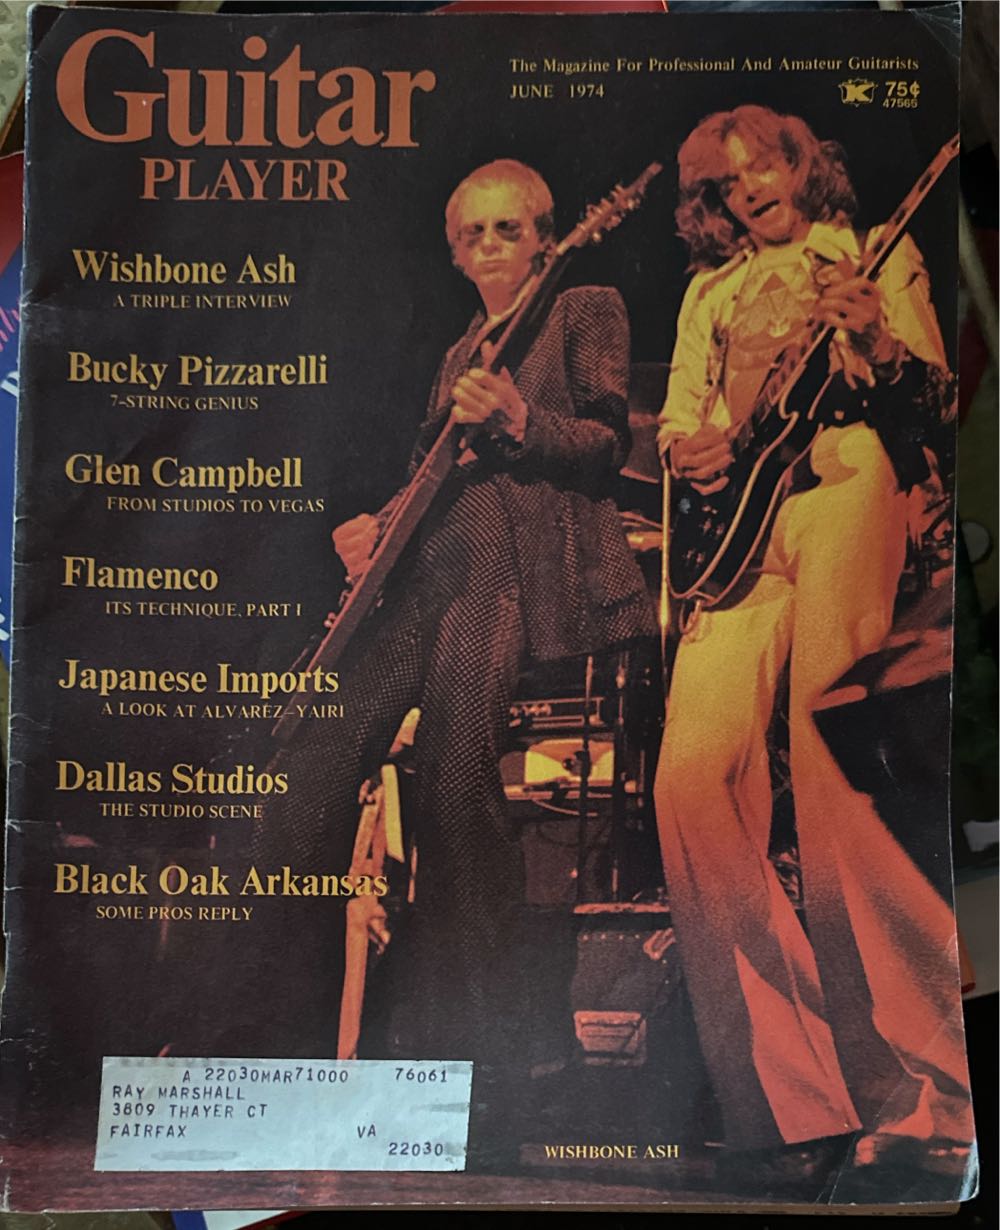 Guitar
PLAYER
The Magazine For Professional And Amateur Guitarists
JUNE 1974
K 75¢
47565
Wishbone Ash
A TRIPLE INTERVIEW
Bucky Pizzarelli
7-STRING GENIUS
Glen Campbell
FROM STUDIOS TO VEGAS
Flamenco
ITS TECHNIQUE, PART I
Japanese Imports
A LOOK AT ALVAREZ-YAIRI
Dallas Studios
THE STUDIO SCENE
Black Oak Arkansas
SOME PROS REPLY
A 22030MAR71000 76061
RAY MARSHALL
3809 THAYER CT
FAIRFAX VA
22030
WISHBONE ASH